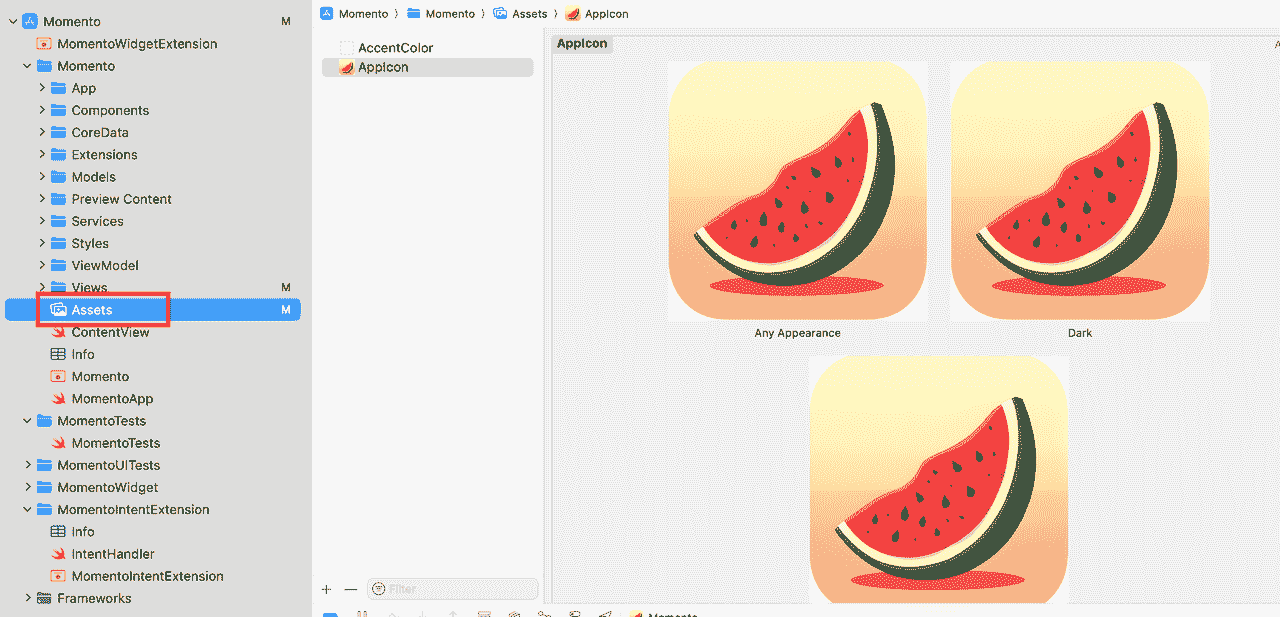 Momento M
MomentoWidgetExtension
Momento
App
Components
CoreData
Extensions
Models
Preview Content
Services
Styles
ViewModel
Views M
Assets M
ContentView
Info
Momento
MomentoApp
MomentoTests
MomentoTests
MomentoUITests
MomentoWidget
MomentoIntentExtension
Info
IntentHandler
MomentoIntentExtension
Frameworks
Momento Momento Assets AppIcon
AccentColor
AppIcon
Filter
AppIcon
A
Any Appearance
Dark
Momento